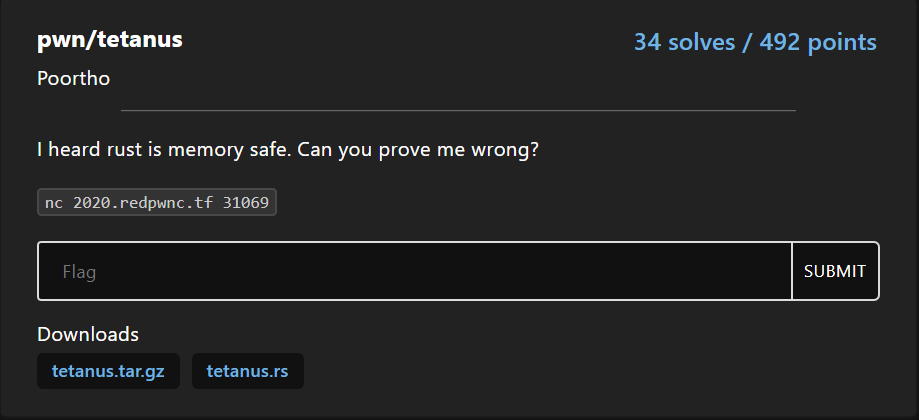 pwn/tetanus
34 solves / 492 points
Poortho
I heard rust is memory safe. Can you prove me wrong?
nc 2020.redpwnc.tf 31069
Flag
SUBMIT
Downloads
tetanus.tar.gz
tetanus.rs